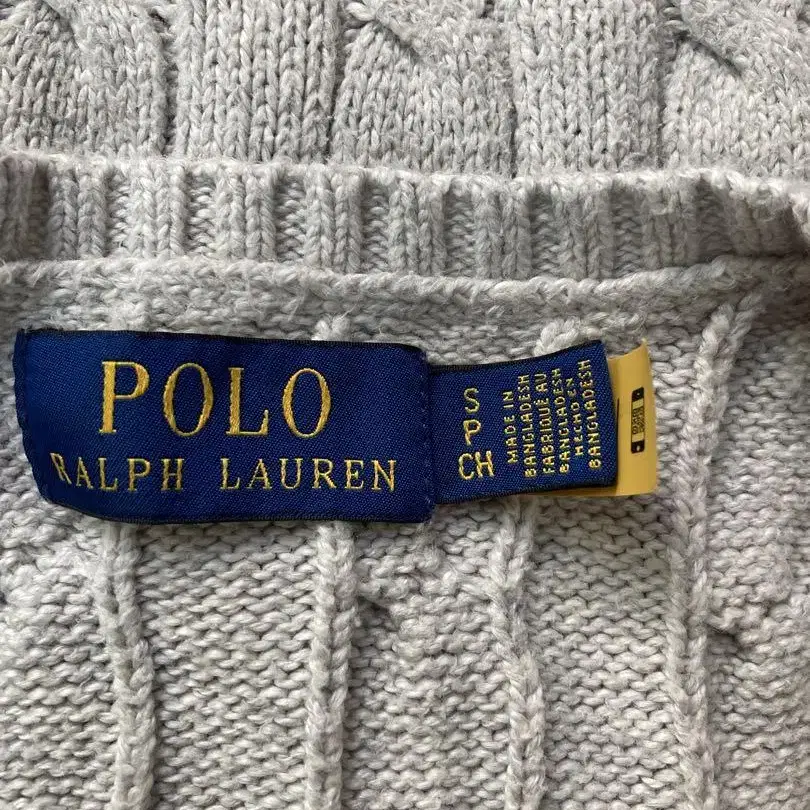 POLO
RALPH LAUREN
S
P
CH
MADE IN
BANGLADESH
FABRIQUÉ AU
BANGLADESH
HECHO EN
BANGLADESH